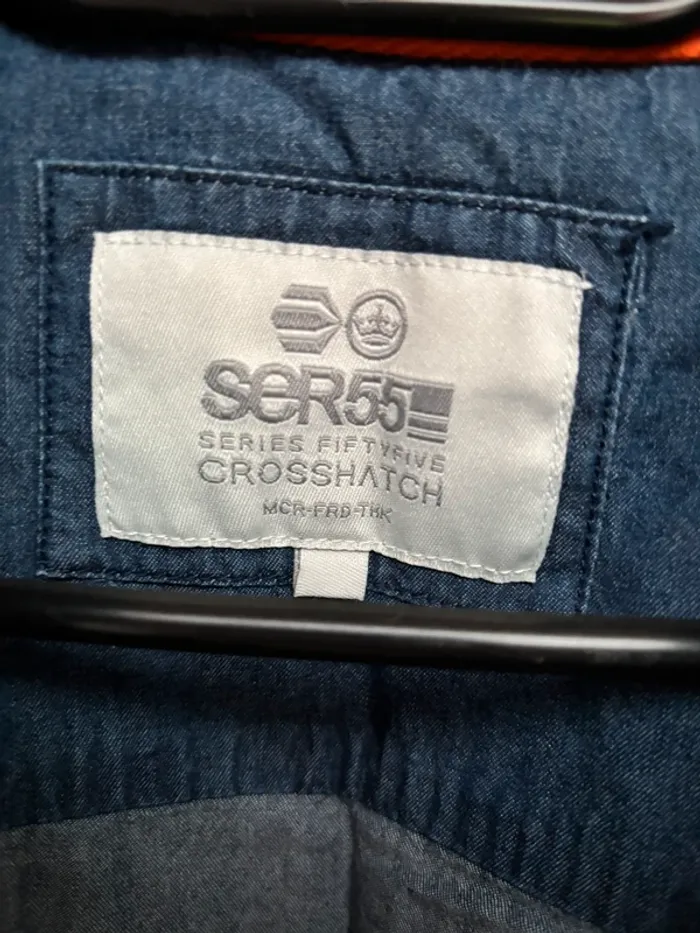 SeR55
SERIES FIFTYFIVE
CROSSHATCH
MCR-FRD-THK